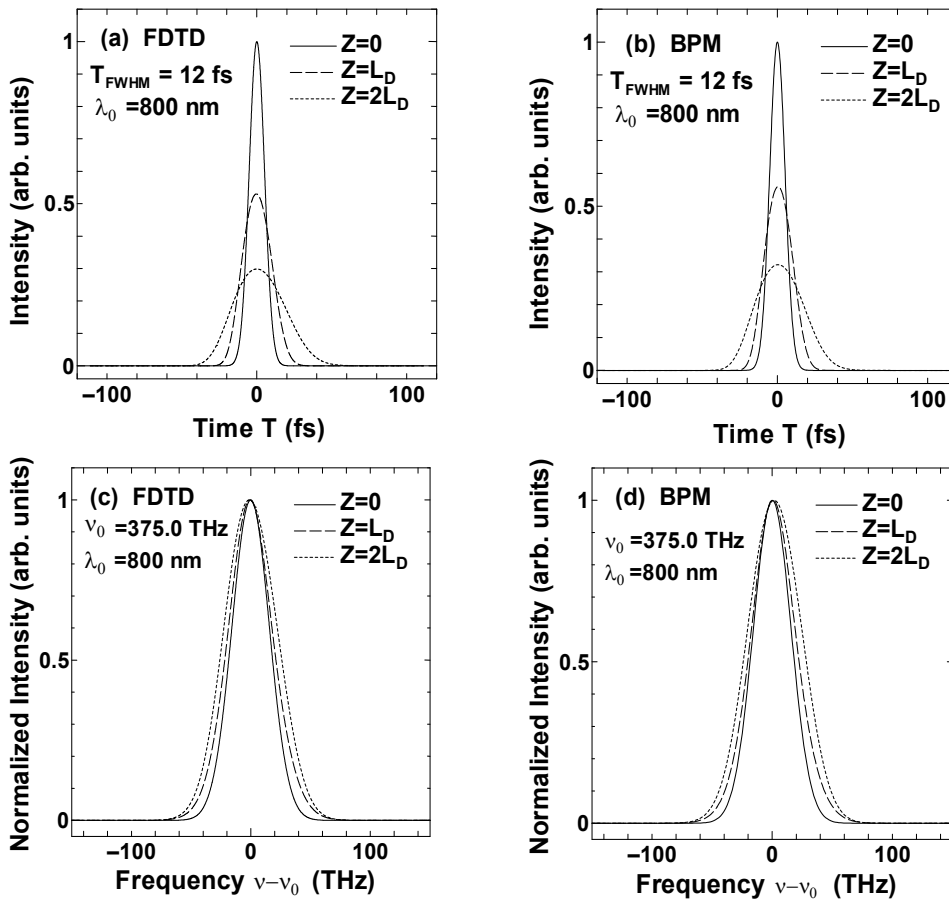 (a) FDTD
T_FWHM = 12 fs
λ0 =800 nm
Z=0
Z=L_D
Z=2L_D
1
0.5
0
Intensity (arb. units)
−100 0 100
Time T (fs)
(b) BPM
T_FWHM = 12 fs
λ0 =800 nm
Z=0
Z=L_D
Z=2L_D
1
0.5
0
Intensity (arb. units)
−100 0 100
Time T (fs)
(c) FDTD
ν0 =375.0 THz
λ0 =800 nm
Z=0
Z=L_D
Z=2L_D
1
0.5
0
Normalized Intensity (arb. units)
−100 0 100
Frequency ν−ν0 (THz)
(d) BPM
ν0 =375.0 THz
λ0 =800 nm
Z=0
Z=L_D
Z=2L_D
1
0.5
0
Normalized Intensity (arb. units)
−100 0 100
Frequency ν−ν0 (THz)